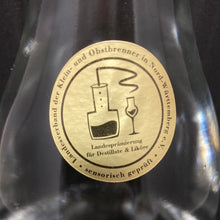 Landesverband der Klein- und Obstbrenner in Nord-Württemberg e.V.
Landesprämierung
für Destillate & Liköre
• sensorisch geprüft •